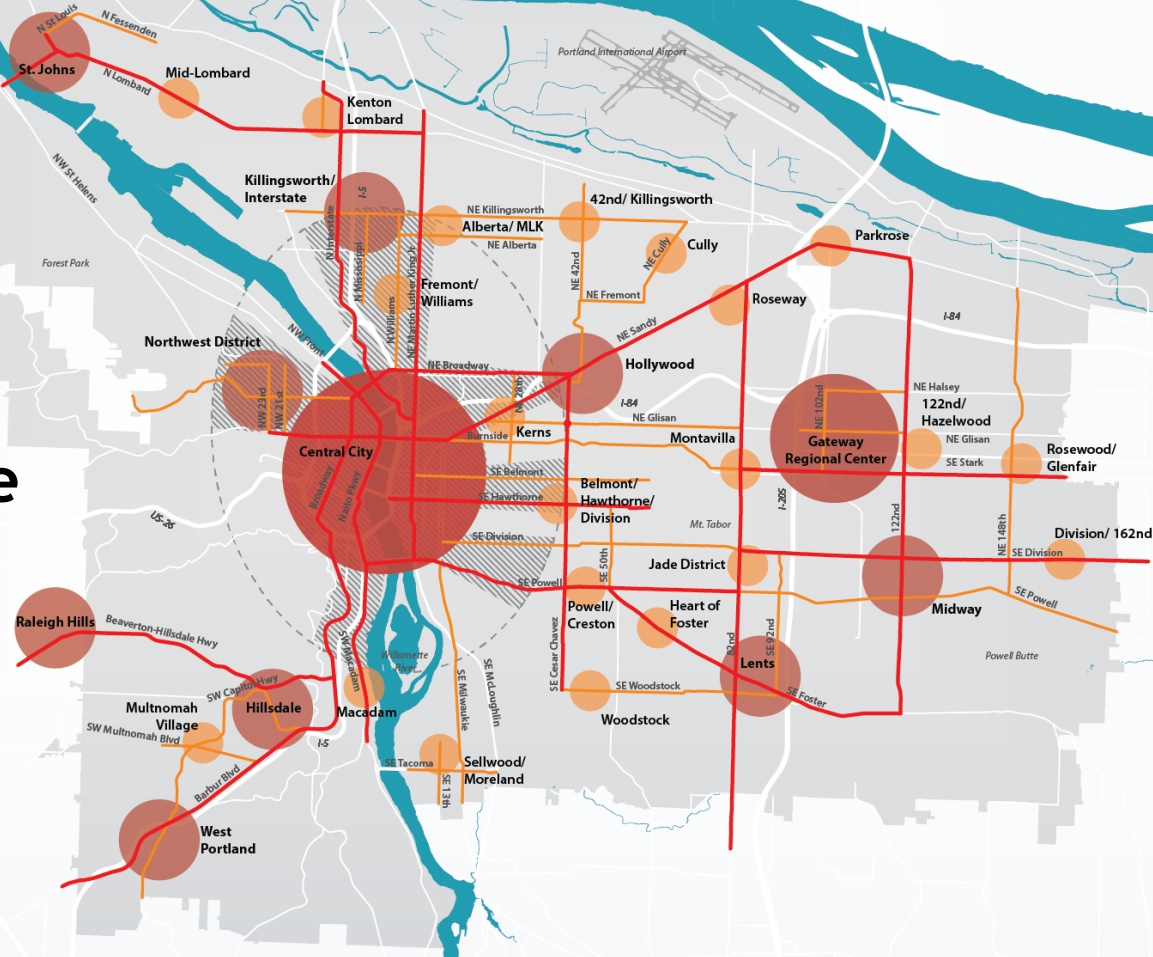 N St Louis
N Fessenden
St. Johns
N Lombard
Mid-Lombard
Kenton
Lombard
Portland International Airport
NW St Helens
Killingsworth/
Interstate
I-5
N Interstate
N Mississippi
NE Killingsworth
Alberta/ MLK
NE Alberta
42nd/ Killingsworth
NE 42nd
NE Cully
Cully
Parkrose
Forest Park
N Williams
NE Martin Luther King Jr
Fremont/
Williams
NE Fremont
Roseway
NE Sandy
I-84
NW Front
Northwest District
NW 23rd
NW 21st
NE Broadway
Hollywood
I-84
NE 28th
Kerns
Burnside
NE Glisan
Montavilla
NE 102nd
NE Halsey
122nd/
Hazelwood
NE Glisan
SE Stark
Gateway
Regional Center
Rosewood/
Glenfair
Central City
Broadway
Naito Pkwy
SE Belmont
SE Hawthorne
Belmont/
Hawthorne/
Division
SE Division
e
US-26
Mt. Tabor
I-205
122nd
NE 148th
Division/ 162nd
SE Division
Jade District
SE 50th
SE Powell
Powell/
Creston
Heart of
Foster
Midway
SE Powell
Raleigh Hills
Beaverton-Hillsdale Hwy
SW Macadam
Willamette
River
SE Cesar Chavez
82nd
SE 92nd
Lents
Powell Butte
SW Capitol Hwy
Hillsdale
Multnomah
Village
SW Multnomah Blvd
Macadam
I-5
SE Milwaukie
SE McLoughlin
SE Woodstock
Woodstock
SE Foster
Barbur Blvd
SE Tacoma
SE 13th
Sellwood/
Moreland
West
Portland